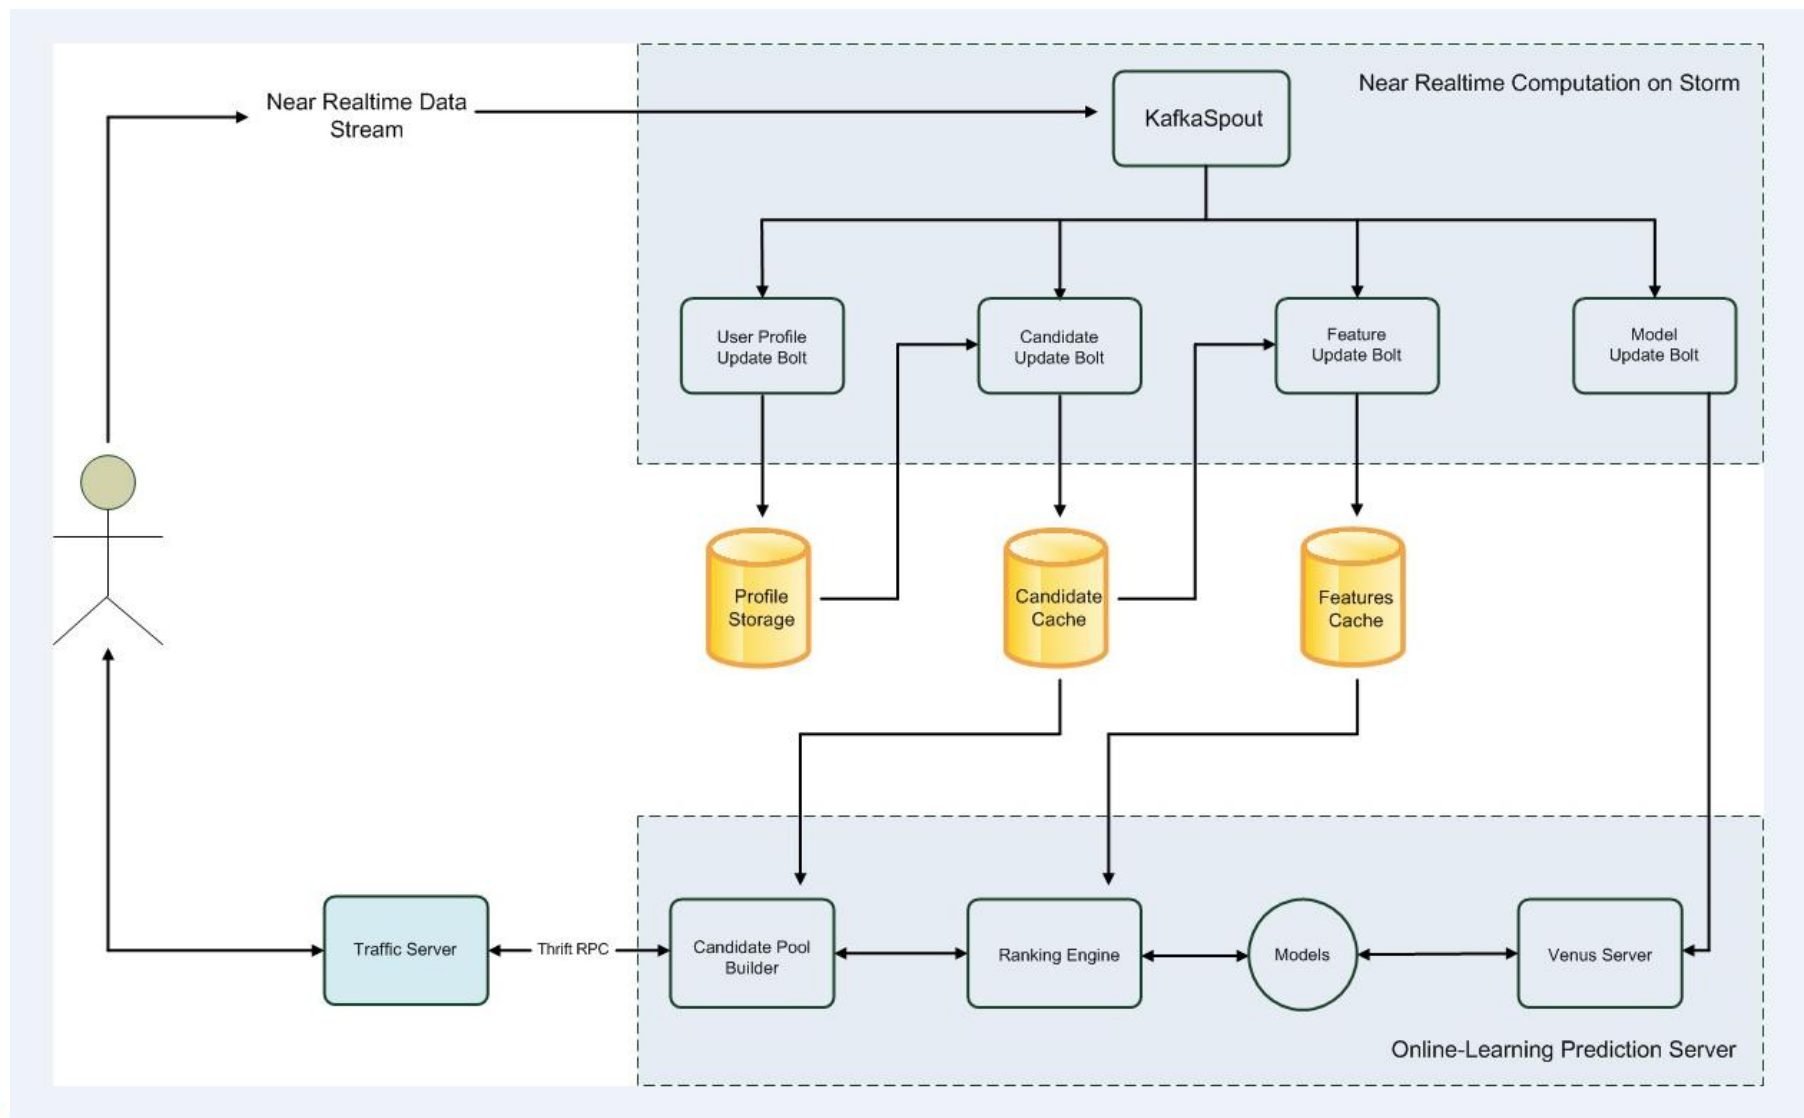 Near Realtime Computation on Storm
Near Realtime Data
Stream
KafkaSpout
User Profile
Update Bolt
Candidate
Update Bolt
Feature
Update Bolt
Model
Update Bolt
Profile
Storage
Candidate
Cache
Features
Cache
Traffic Server
Thrift RPC
Candidate Pool
Builder
Ranking Engine
Models
Venus Server
Online-Learning Prediction Server